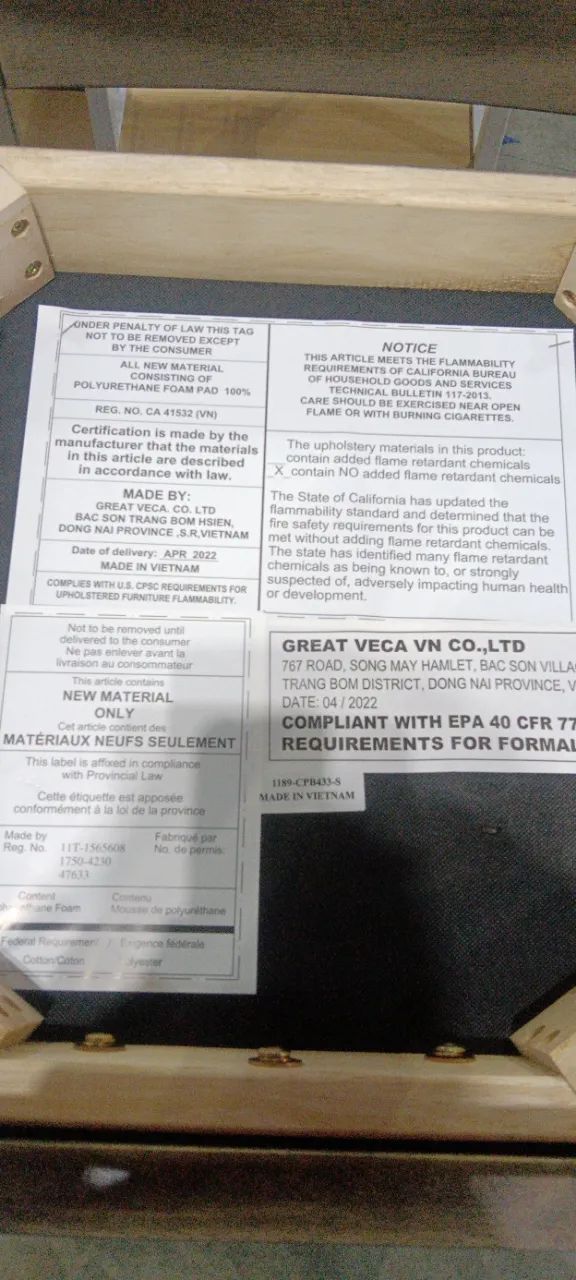 UNDER PENALTY OF LAW THIS TAG
NOT TO BE REMOVED EXCEPT
BY THE CONSUMER
ALL NEW MATERIAL
CONSISTING OF
POLYURETHANE FOAM PAD 100%
REG. NO. CA 41532 (VN)
Certification is made by the
manufacturer that the materials
in this article are described
in accordance with law.
MADE BY:
GREAT VECA. CO. LTD
BAC SON TRANG BOM HSIEN,
DONG NAI PROVINCE ,S.R,VIETNAM
Date of delivery: APR 2022
MADE IN VIETNAM
COMPLIES WITH U.S. CPSC REQUIREMENTS FOR
UPHOLSTERED FURNITURE FLAMMABILITY.
NOTICE
THIS ARTICLE MEETS THE FLAMMABILITY
REQUIREMENTS OF CALIFORNIA BUREAU
OF HOUSEHOLD GOODS AND SERVICES
TECHNICAL BULLETIN 117-2013.
CARE SHOULD BE EXERCISED NEAR OPEN
FLAME OR WITH BURNING CIGARETTES.
The upholstery materials in this product:
__contain added flame retardant chemicals
_X_contain NO added flame retardant chemicals
The State of California has updated the
flammability standard and determined that the
fire safety requirements for this product can be
met without adding flame retardant chemicals.
The state has identified many flame retardant
chemicals as being known to, or strongly
suspected of, adversely impacting human health
or development.
Not to be removed until
delivered to the consumer
Ne pas enlever avant la
livraison au consommateur
This article contains
NEW MATERIAL
ONLY
Cet article contient des
MATÉRIAUX NEUFS SEULEMENT
This label is affixed in compliance
with Provincial Law
Cette étiquette est apposée
conformément à la loi de la province
Made by Fabriqué par
Reg. No. 11T-1565608 No. de permis:
1750-4230
47633
Content Contenu
Foam Mousse de polyuréthane
Federal Requirement / Exigence fédérale
Cotton/Coton olyester
GREAT VECA VN CO.,LTD
767 ROAD, SONG MAY HAMLET, BAC SON VILLA
TRANG BOM DISTRICT, DONG NAI PROVINCE, V
DATE: 04 / 2022
COMPLIANT WITH EPA 40 CFR 77
REQUIREMENTS FOR FORMAL
1189-CPB433-S
MADE IN VIETNAM